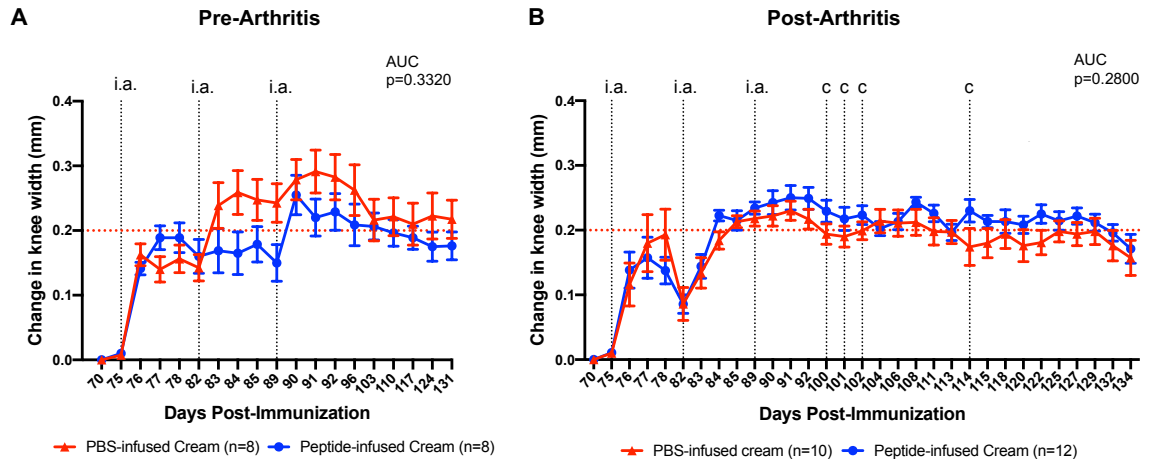 A
Pre-Arthritis
AUC
p=0.3320
i.a.
i.a.
i.a.
Change in knee width (mm)
0.4
0.3
0.2
0.1
0.0
70 75 76 77 78 82 83 84 85 89 90 91 92 96 103 110 117 124 131
Days Post-Immunization
PBS-infused Cream (n=8) Peptide-infused Cream (n=8)
B
Post-Arthritis
AUC
p=0.2800
i.a.
i.a.
i.a.
c c c
c
Change in knee width (mm)
0.4
0.3
0.2
0.1
0.0
70 75 76 77 78 82 83 84 85 89 90 91 92 100 101 102 104 106 108 111 113 114 115 118 120 122 125 127 129 132 134
Days Post-Immunization
PBS-infused cream (n=10) Peptide-infused Cream (n=12)